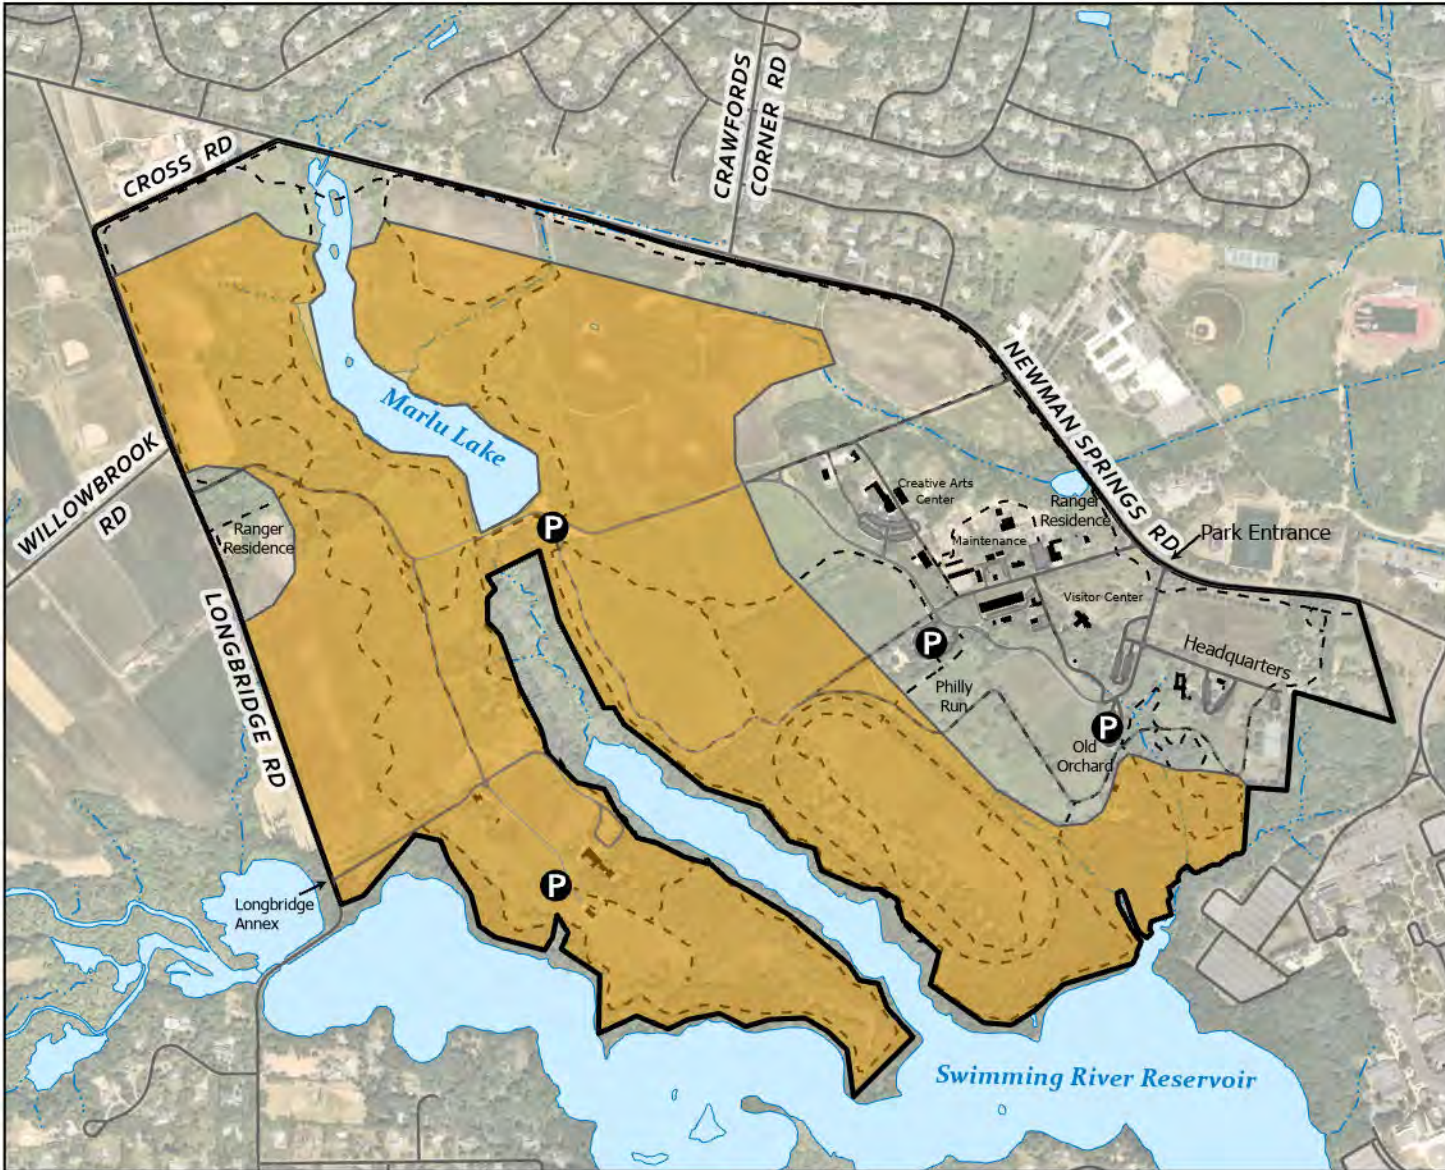 CRAWFORDS
CORNER RD
CROSS RD
NEWMAN SPRINGS RD
Marlu Lake
WILLOWBROOK
RD
Creative Arts
Center
Ranger
Residence
P
Ranger
Residence
Maintenance
Park Entrance
Visitor Center
LONGBRIDGE RD
P
Headquarters
Philly
Run
P
Old
Orchard
P
Longbridge
Annex
Swimming River Reservoir